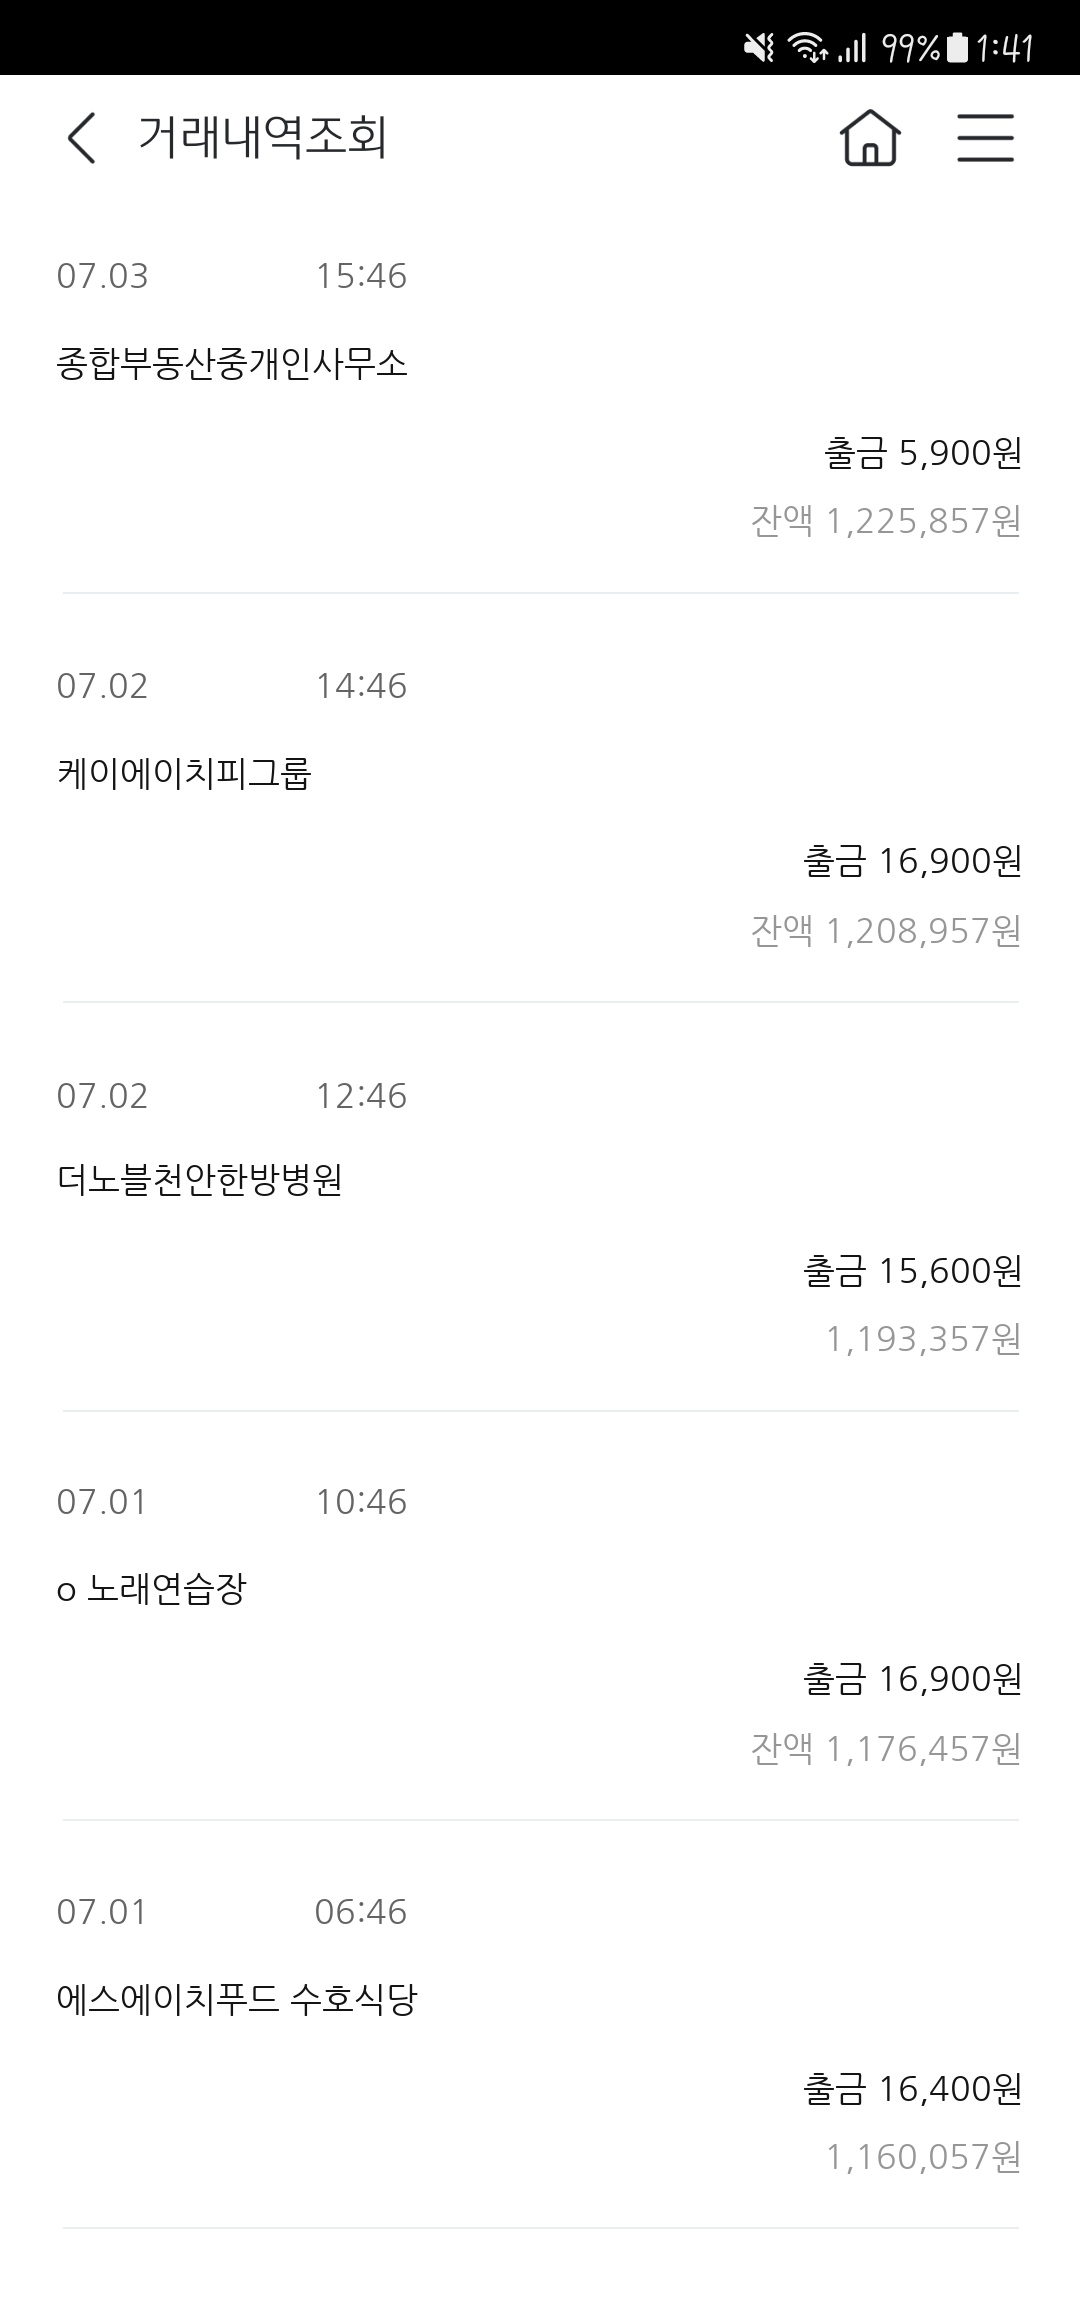 99% 1:41
거래내역조회
07.03 15:46
종합부동산중개인사무소
출금 5,900원
잔액 1,225,857원
07.02 14:46
케이에이치피그룹
출금 16,900원
잔액 1,208,957원
07.02 12:46
더노블천안한방병원
출금 15,600원
1,193,357원
07.01 10:46
o 노래연습장
출금 16,900원
잔액 1,176,457원
07.01 06:46
에스에이치푸드 수호식당
출금 16,400원
1,160,057원